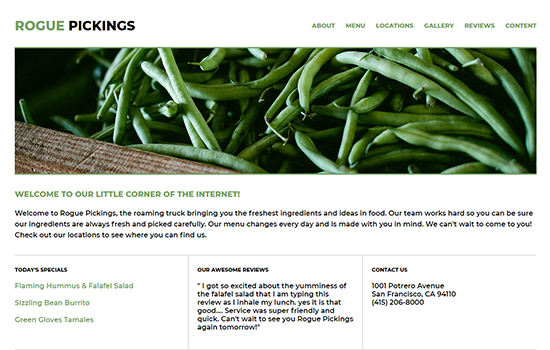 ROGUE PICKINGS
ABOUT MENU LOCATIONS GALLERY REVIEWS CONTENT
WELCOME TO OUR LITTLE CORNER OF THE INTERNET!
Welcome to Rogue Pickings, the roaming truck bringing you the freshest ingredients and ideas in food. Our team works hard so you can be sure
our ingredients are always fresh and picked carefully. Our menu changes every day and is made with you in mind. We can't wait to come to you!
Check out our locations to see where you can find us.
TODAY'S SPECIALS
Flaming Hummus & Falafel Salad
Sizzling Bean Burrito
Green Gloves Tamales
OUR AWESOME REVIEWS
" I got so excited about the yumminess
of the falafel salad that I am typing this
review as I inhale my lunch. yes it is that
good.... Service was super friendly and
quick. Can't wait to see you Rogue Pickings
again tomorrow!"
CONTACT US
1001 Potrero Avenue
San Francisco, CA 94110
(415) 206-8000